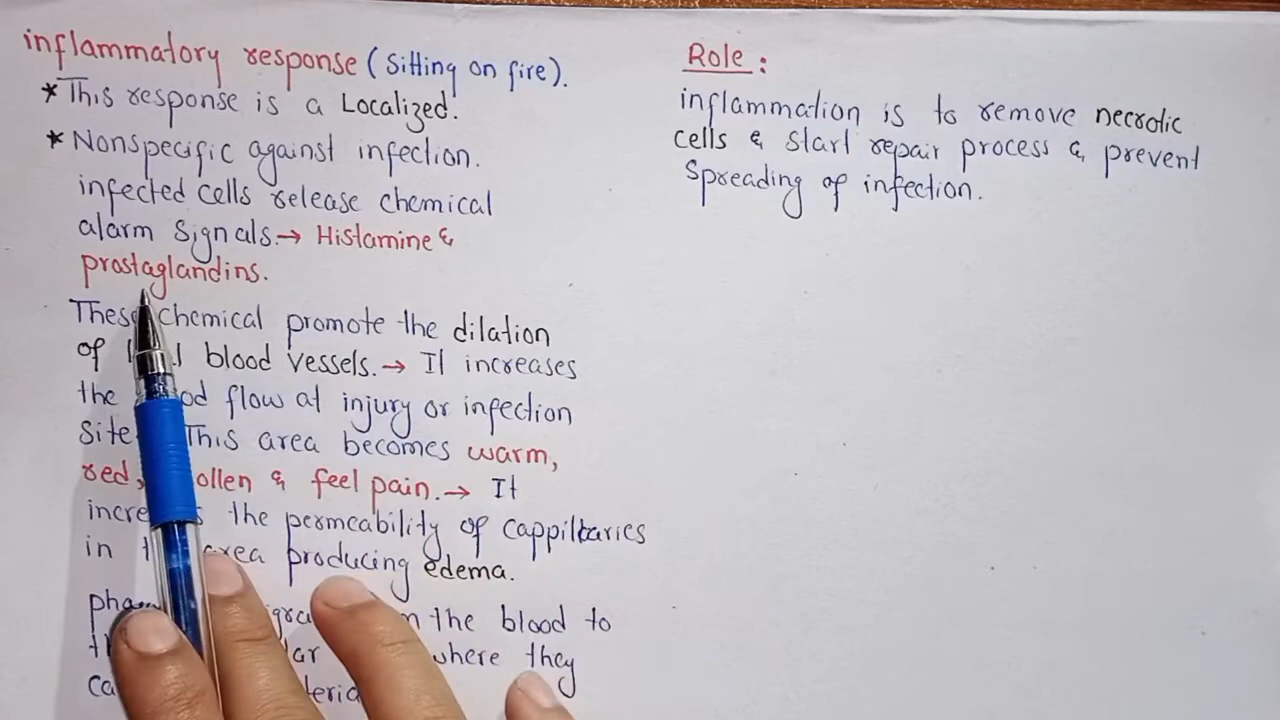 inflammatory response (Sitting on fire).
* This response is a Localized.
* Nonspecific against infection.
infected cells release chemical
alarm signals. → Histamine &
prostaglandins.
These chemical promote the dilation
of blood vessels. → It increases
the flow at injury or infection
site This area becomes warm,
red, & feel pain. → It
the permeability of cappillaries
in area producing edema.
the blood to
where they
Role :
inflammation is to remove necrotic
cells & start repair process & prevent
Spreading of infection.